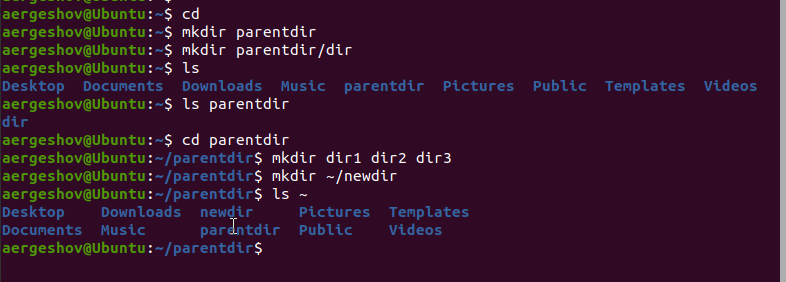 aergeshov@Ubuntu:~$ cd
aergeshov@Ubuntu:~$ mkdir parentdir
aergeshov@Ubuntu:~$ mkdir parentdir/dir
aergeshov@Ubuntu:~$ ls
Desktop  Documents  Downloads  Music  parentdir  Pictures  Public  Templates  Videos
aergeshov@Ubuntu:~$ ls parentdir
dir
aergeshov@Ubuntu:~$ cd parentdir
aergeshov@Ubuntu:~/parentdir$ mkdir dir1 dir2 dir3
aergeshov@Ubuntu:~/parentdir$ mkdir ~/newdir
aergeshov@Ubuntu:~/parentdir$ ls ~
Desktop    Downloads  newdir     Pictures  Templates
Documents  Music      parentdir  Public    Videos
aergeshov@Ubuntu:~/parentdir$